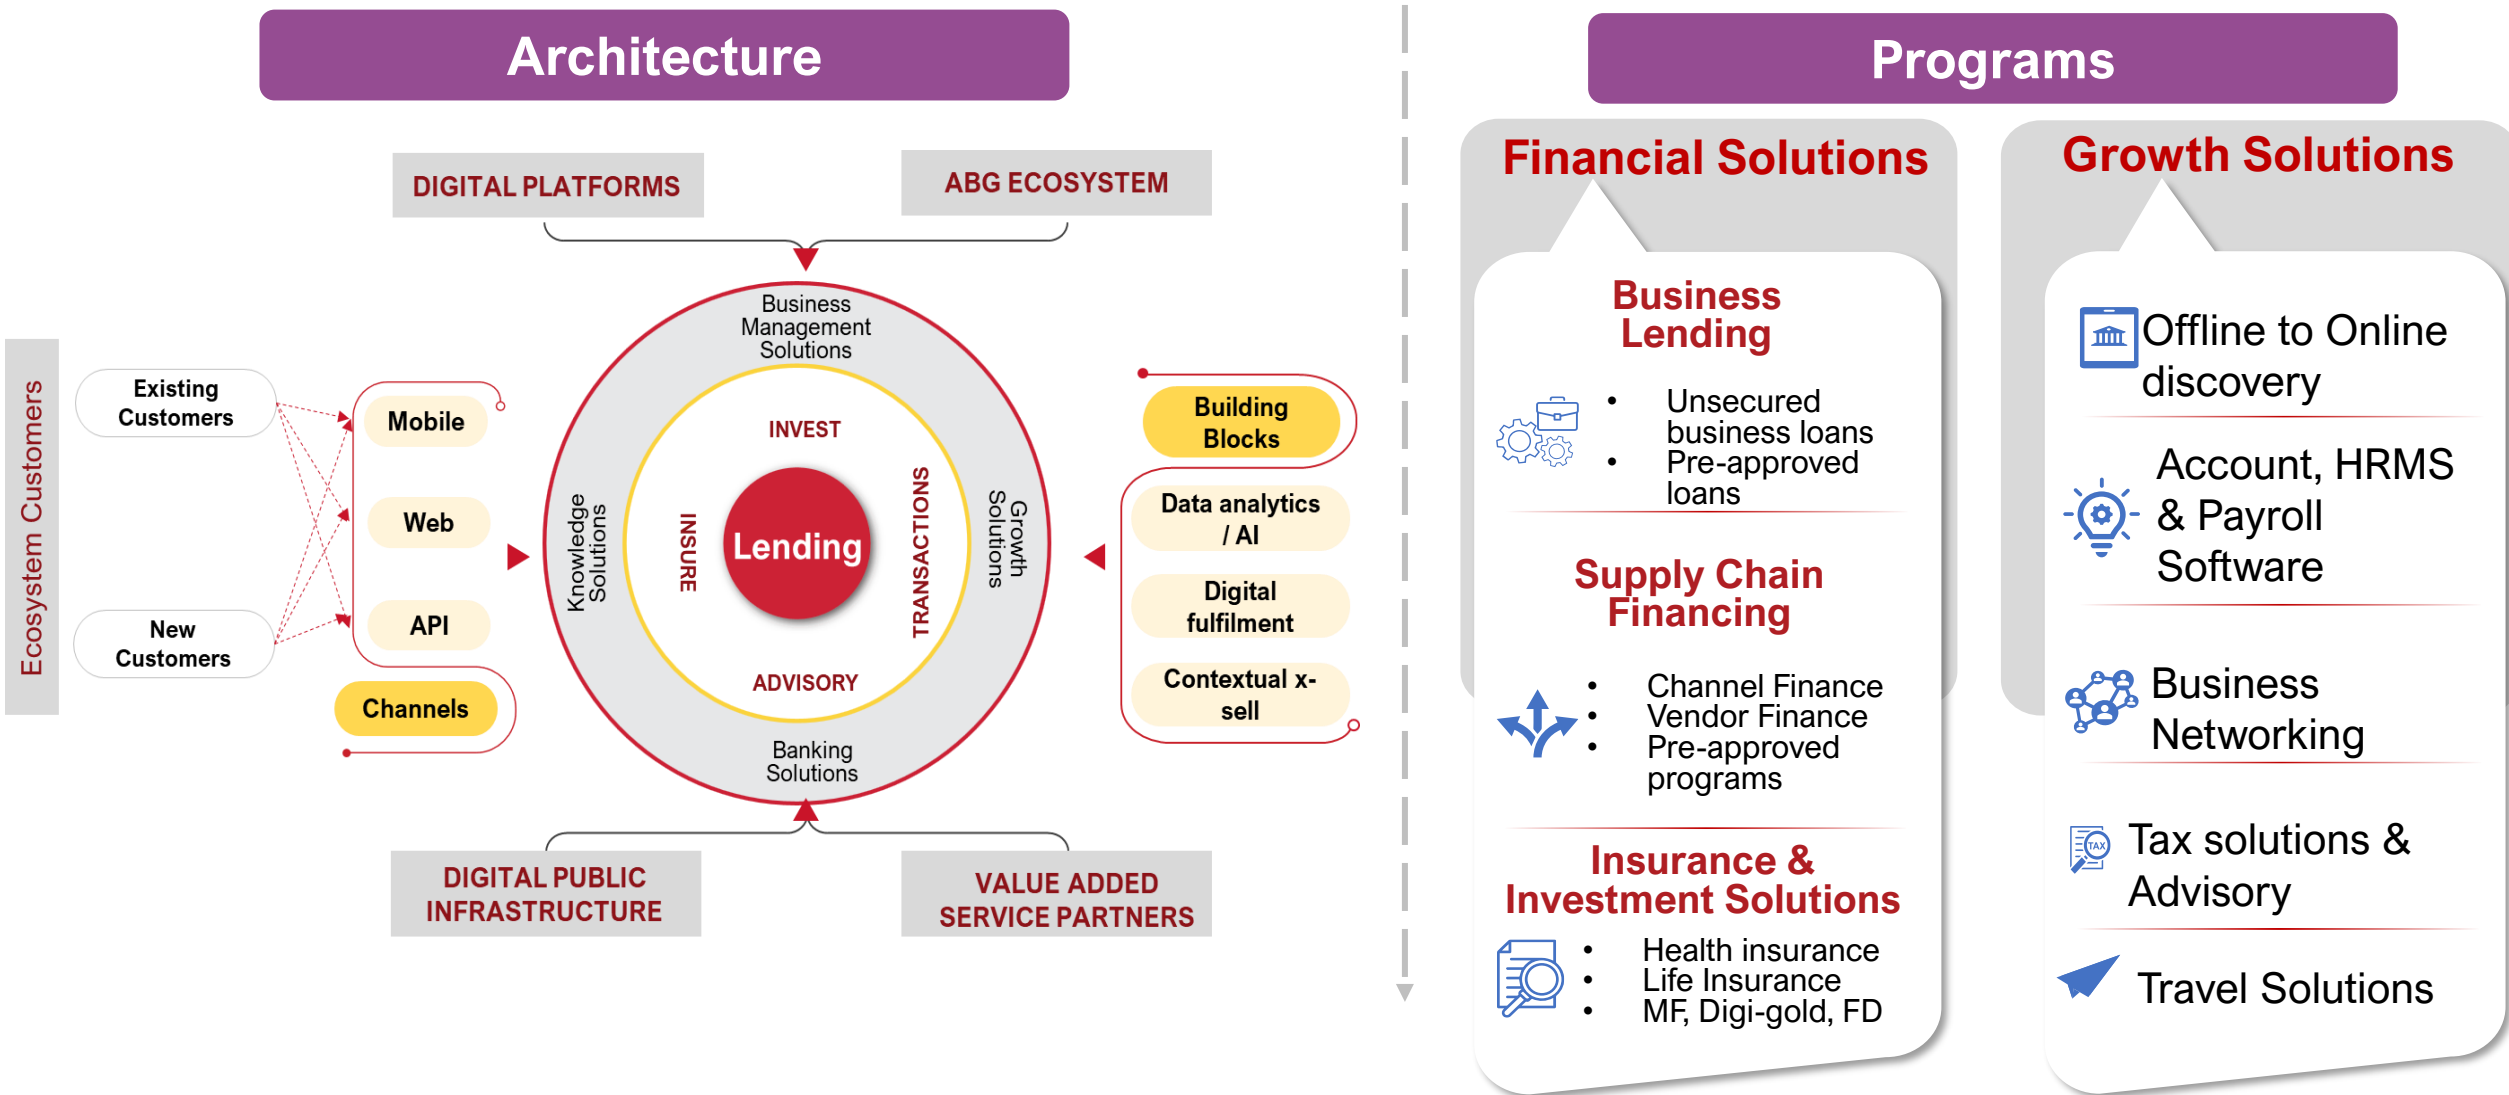 Architecture
DIGITAL PLATFORMS
ABG ECOSYSTEM
Ecosystem Customers
Existing
Customers
New
Customers
Mobile
Web
API
Channels
Business
Management
Solutions
Knowledge
Solutions
Growth
Solutions
Banking
Solutions
INVEST
INSURE
TRANSACTIONS
ADVISORY
Lending
Building
Blocks
Data analytics
/ AI
Digital
fulfilment
Contextual x-
sell
DIGITAL PUBLIC
INFRASTRUCTURE
VALUE ADDED
SERVICE PARTNERS
Programs
Financial Solutions
Business
Lending
• Unsecured
business loans
• Pre-approved
loans
Supply Chain
Financing
• Channel Finance
• Vendor Finance
• Pre-approved
programs
Insurance &
Investment Solutions
• Health insurance
• Life Insurance
• MF, Digi-gold, FD
Growth Solutions
Offline to Online
discovery
Account, HRMS
& Payroll
Software
Business
Networking
TAX
Tax solutions &
Advisory
Travel Solutions